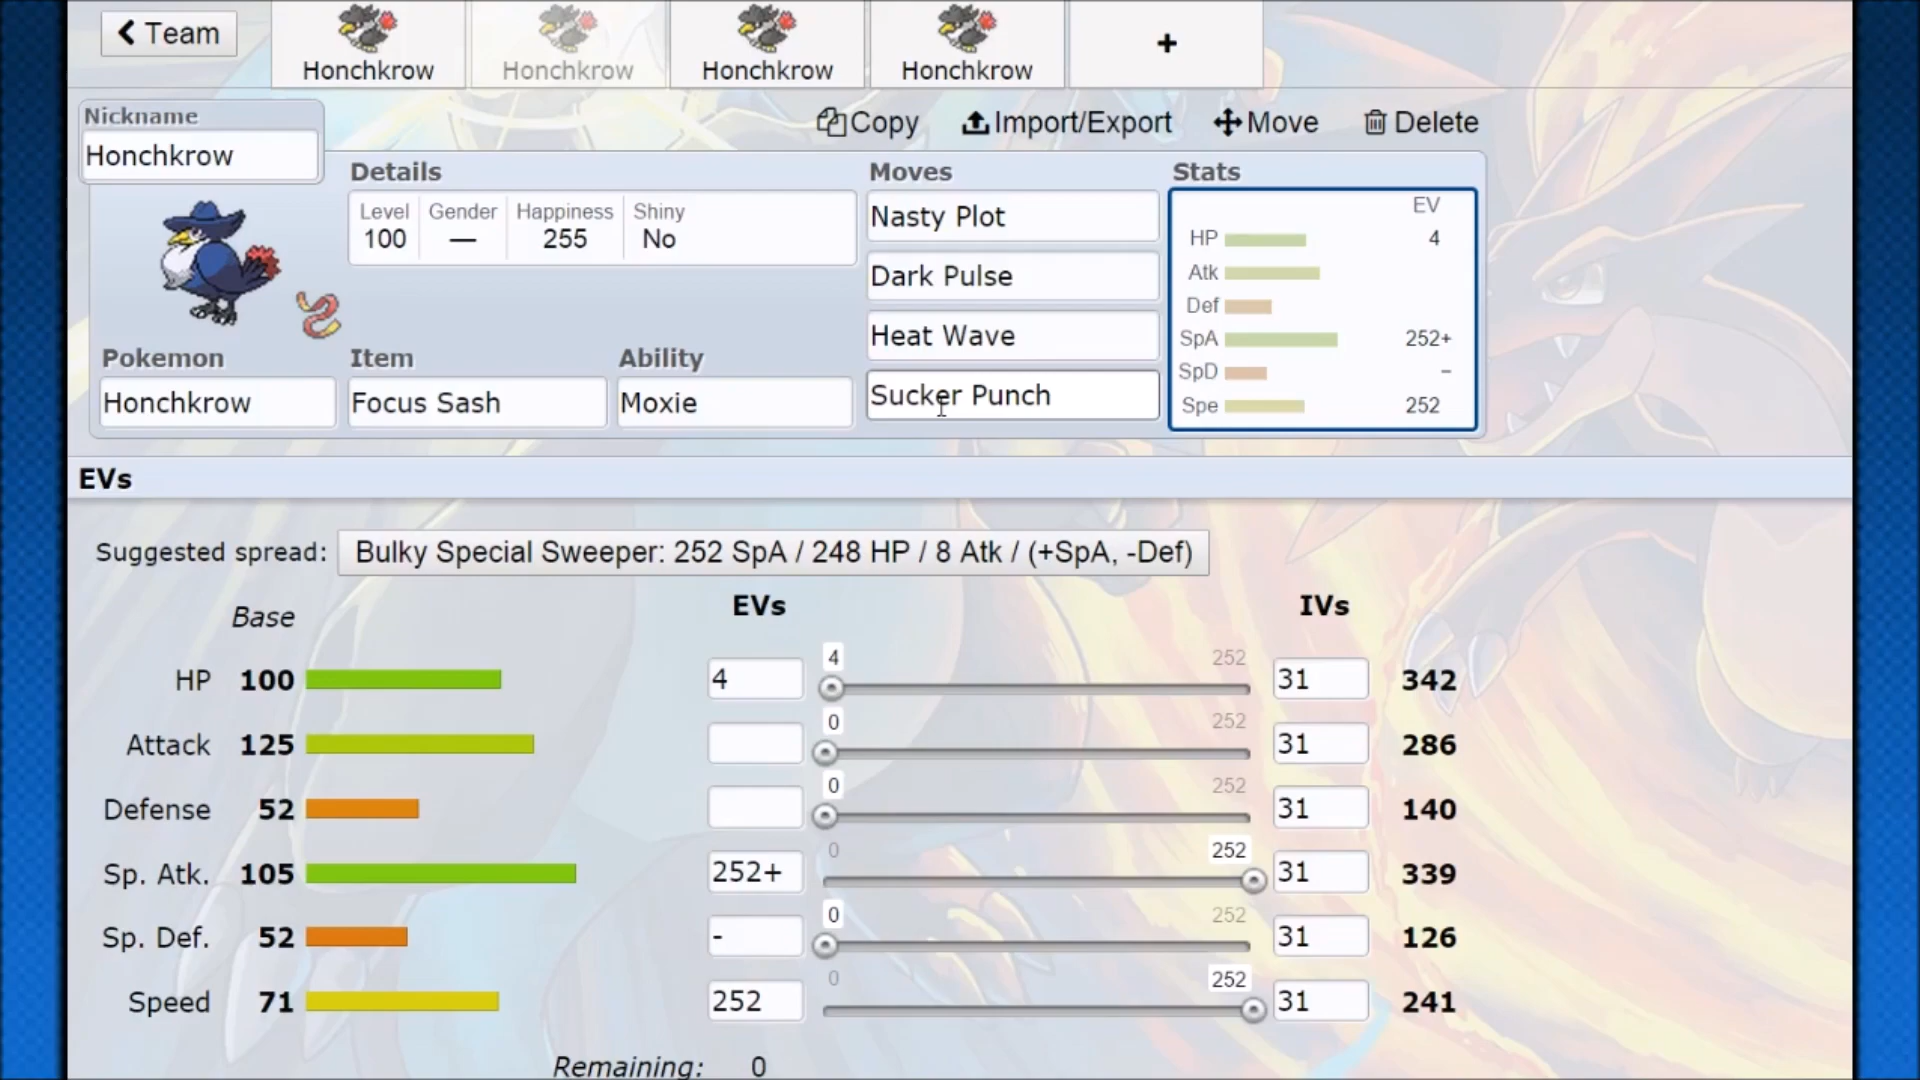 Team
Honchkrow
Honchkrow
Honchkrow
Honchkrow
+
Nickname
Honchkrow
Copy
Import/Export
Move
Delete
Details
Level
100
Gender
—
Happiness
255
Shiny
No
Pokemon
Honchkrow
Item
Focus Sash
Ability
Moxie
Moves
Nasty Plot
Dark Pulse
Heat Wave
Sucker Punch
Stats
EV
HP 4
Atk
Def
SpA 252+
SpD –
Spe 252
EVs
Suggested spread: Bulky Special Sweeper: 252 SpA / 248 HP / 8 Atk / (+SpA, -Def)
Base EVs IVs
4 252
HP 100 4 31 342
0 252
Attack 125 31 286
0 252
Defense 52 31 140
0 252
Sp. Atk. 105 252+ 31 339
0 252
Sp. Def. 52 - 31 126
0 252
Speed 71 252 31 241
Remaining: 0